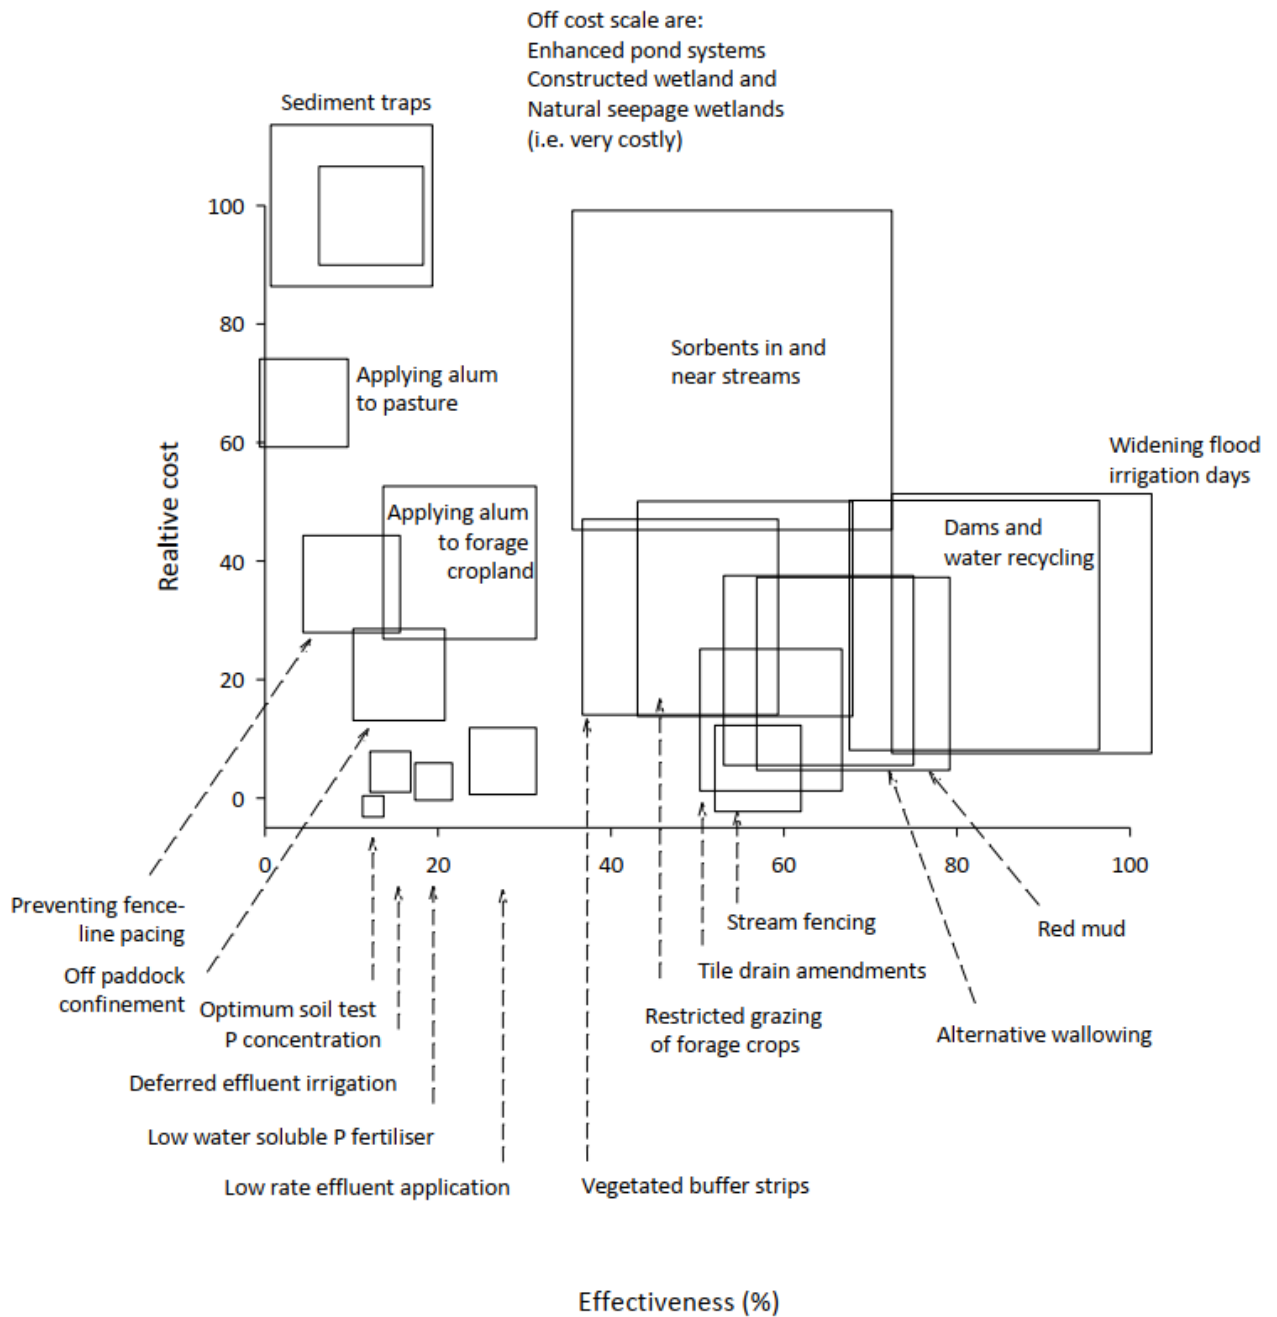 Off cost scale are:
Enhanced pond systems
Constructed wetland and
Natural seepage wetlands
(i.e. very costly)
Sediment traps
100
80
60
40
20
0
Realtive cost
Applying alum
to pasture
Sorbents in and
near streams
Widening flood
irrigation days
Applying alum
to forage
cropland
Dams and
water recycling
0
20
40
60
80
100
Preventing fence-
line pacing
Off paddock
confinement
Optimum soil test
P concentration
Deferred effluent irrigation
Low water soluble P fertiliser
Low rate effluent application
Vegetated buffer strips
Restricted grazing
of forage crops
Tile drain amendments
Stream fencing
Alternative wallowing
Red mud
Effectiveness (%)